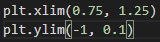 plt.xlim(0.75, 1.25)
plt.ylim(-1, 0.1)